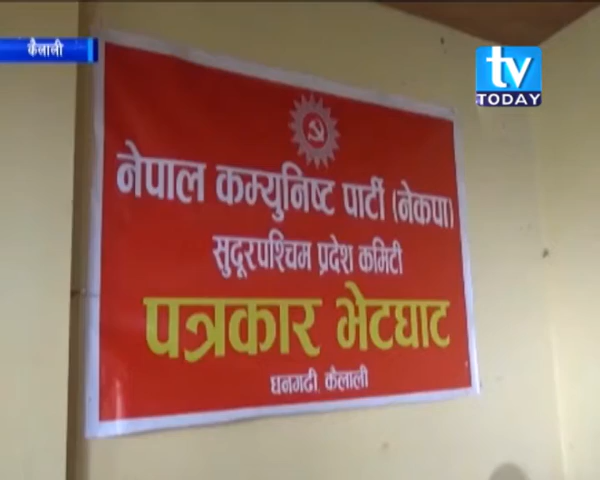 कैलाली
tv
TODAY
नेपाल कम्युनिष्ट पार्टी (नेकपा)
सुदूरपश्चिम प्रदेश कमिटी
पत्रकार भेटघाट
धनगढी, कैलाली